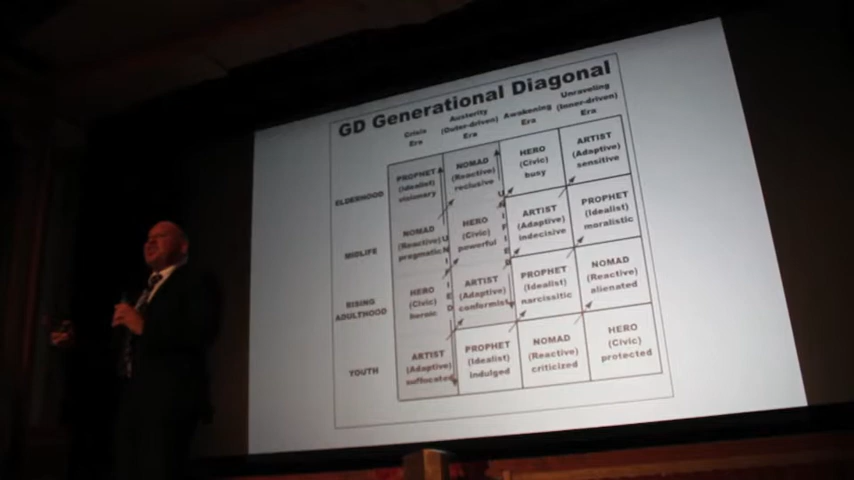 GD Generational Diagonal
Crisis Era
Austerity (Outer-driven) Era
Awakening Era
Unraveling (Inner-driven) Era
ELDERHOOD
PROPHET (Idealist) visionary
NOMAD (Reactive) reclusive
HERO (Civic) busy
ARTIST (Adaptive) sensitive
MIDLIFE
NOMAD (Reactive) pragmatic
HERO (Civic) powerful
ARTIST (Adaptive) indecisive
PROPHET (Idealist) moralistic
RISING ADULTHOOD
HERO (Civic) heroic
ARTIST (Adaptive) conformist
PROPHET (Idealist) narcissitic
NOMAD (Reactive) alienated
YOUTH
ARTIST (Adaptive) suffocated
PROPHET (Idealist) indulged
NOMAD (Reactive) criticized
HERO (Civic) protected